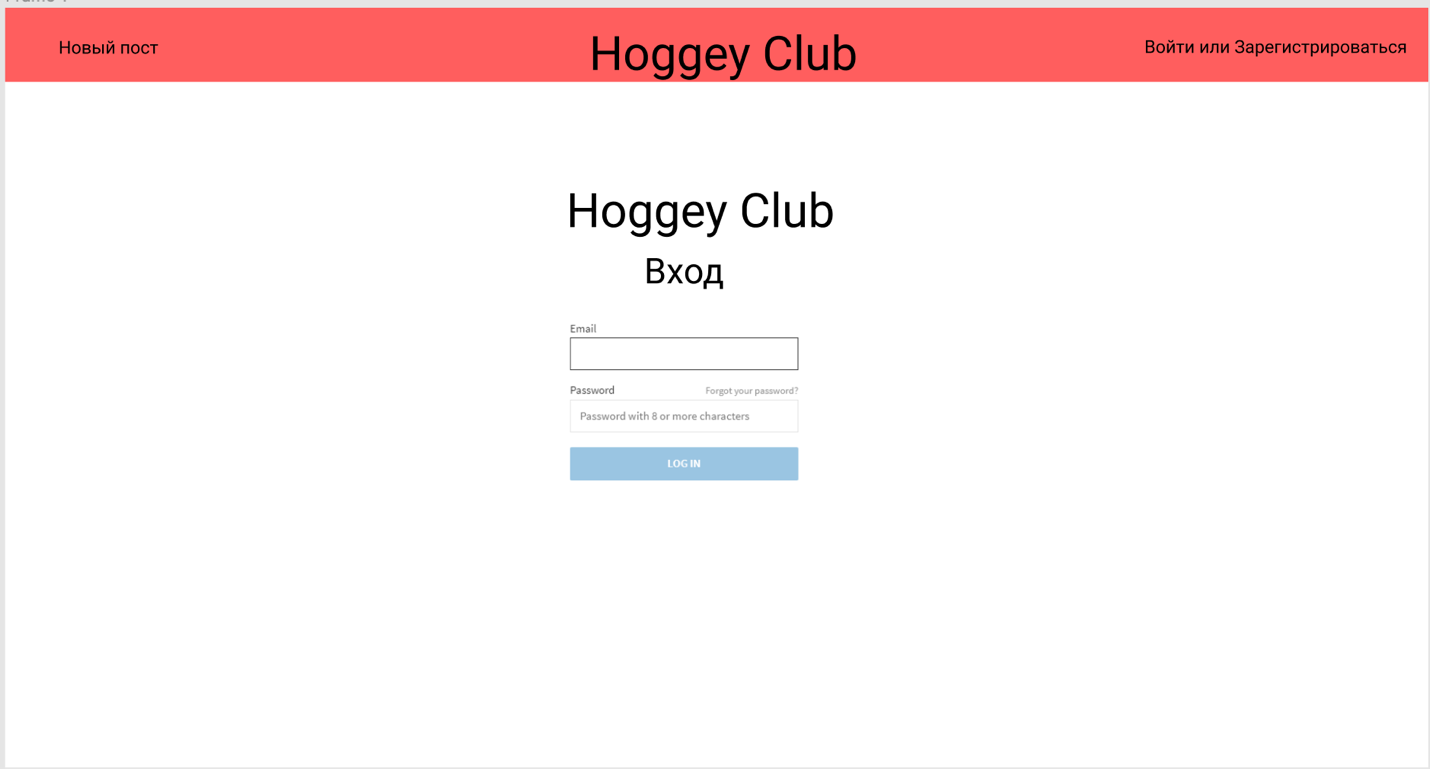 Новый пост
Hoggey Club
Войти или Зарегистрироваться
Hoggey Club
Вход
Email
Password
Forgot your password?
Password with 8 or more characters
LOG IN